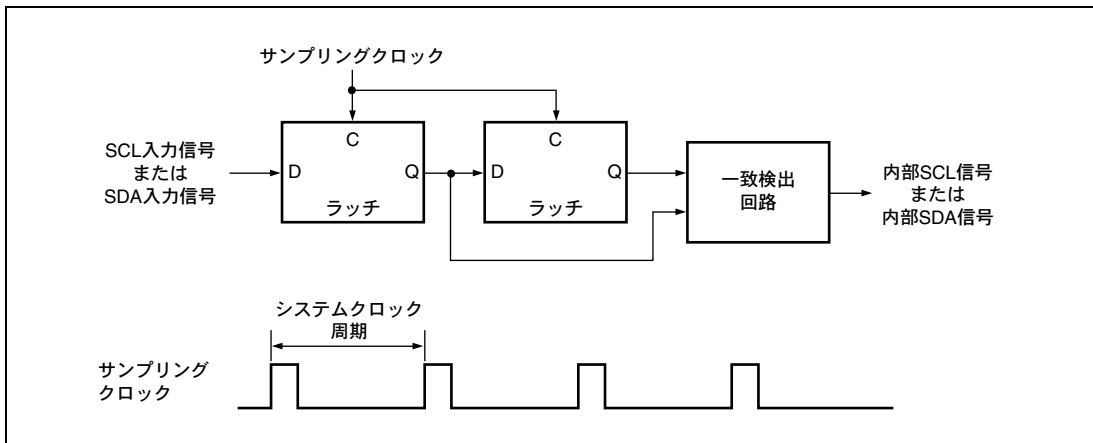 サンプリングクロック
SCL入力信号
または
SDA入力信号
C
D
Q
ラッチ
C
D
Q
ラッチ
一致検出
回路
内部SCL信号
または
内部SDA信号
システムクロック
周期
サンプリング
クロック